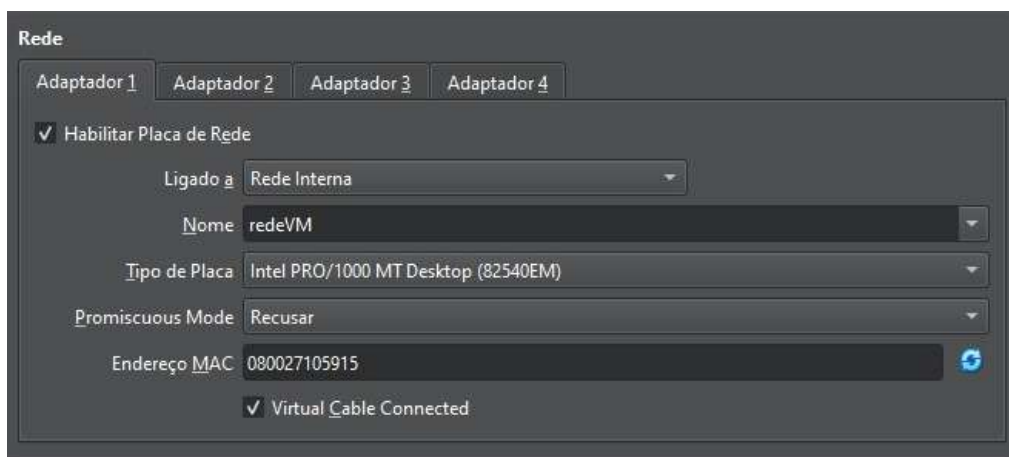 Rede
Adaptador 1 Adaptador 2 Adaptador 3 Adaptador 4
Habilitar Placa de Rede
Ligado a Rede Interna
Nome redeVM
Tipo de Placa Intel PRO/1000 MT Desktop (82540EM)
Promiscuous Mode Recusar
Endereço MAC 080027105915
Virtual Cable Connected